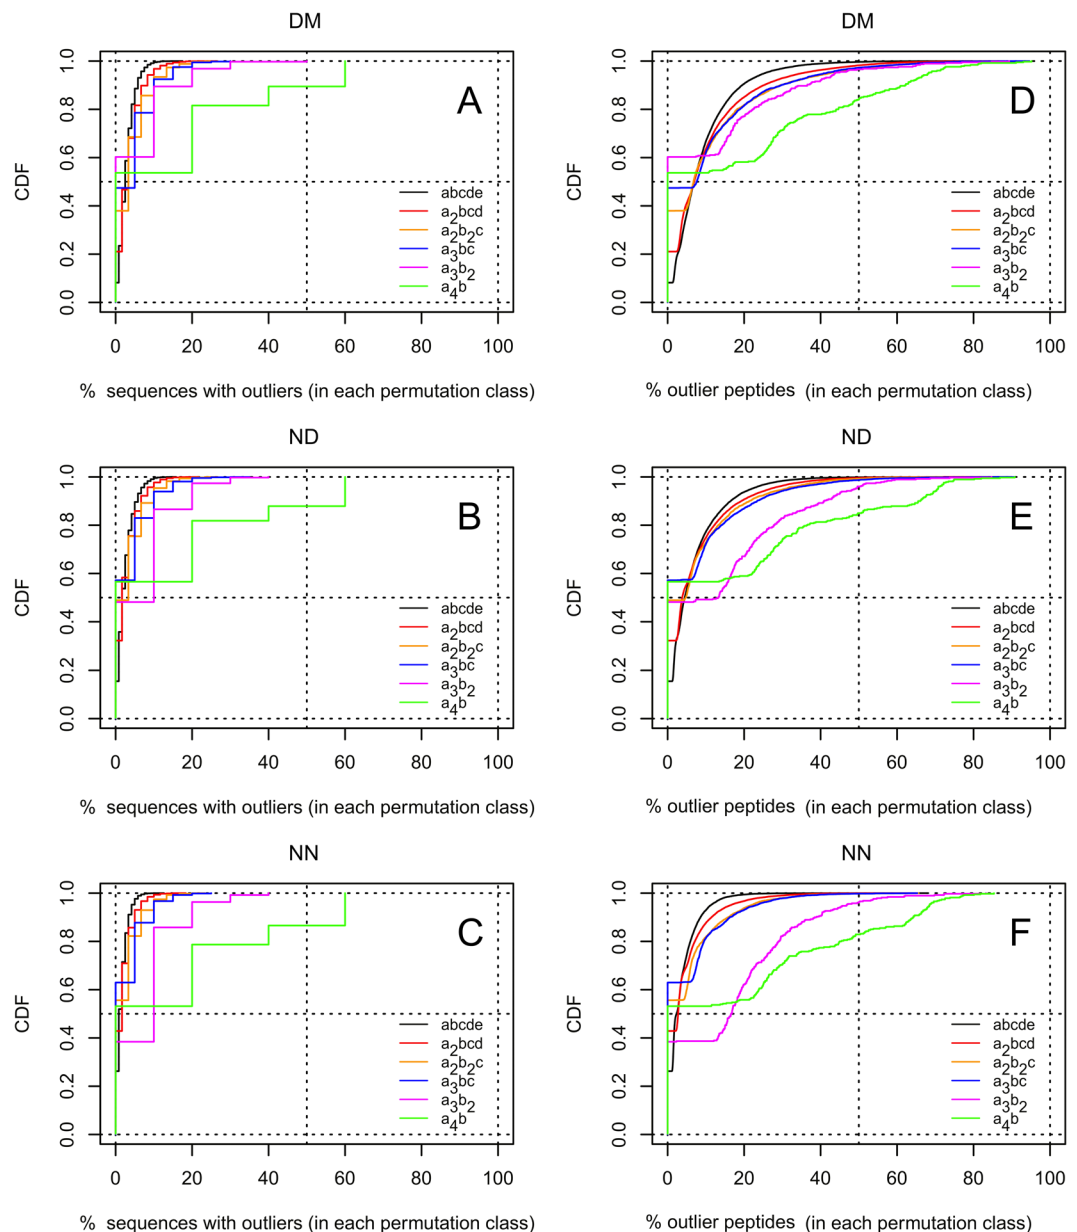 DM
CDF
0.0 0.2 0.4 0.6 0.8 1.0
A
abcde
a2bcd
a2b2c
a3bc
a3b2
a4b
0 20 40 60 80 100
% sequences with outliers (in each permutation class)
DM
CDF
0.0 0.2 0.4 0.6 0.8 1.0
D
abcde
a2bcd
a2b2c
a3bc
a3b2
a4b
0 20 40 60 80 100
% outlier peptides (in each permutation class)
ND
CDF
0.0 0.2 0.4 0.6 0.8 1.0
B
abcde
a2bcd
a2b2c
a3bc
a3b2
a4b
0 20 40 60 80 100
% sequences with outliers (in each permutation class)
ND
CDF
0.0 0.2 0.4 0.6 0.8 1.0
E
abcde
a2bcd
a2b2c
a3bc
a3b2
a4b
0 20 40 60 80 100
% outlier peptides (in each permutation class)
NN
CDF
0.0 0.2 0.4 0.6 0.8 1.0
C
abcde
a2bcd
a2b2c
a3bc
a3b2
a4b
0 20 40 60 80 100
% sequences with outliers (in each permutation class)
NN
CDF
0.0 0.2 0.4 0.6 0.8 1.0
F
abcde
a2bcd
a2b2c
a3bc
a3b2
a4b
0 20 40 60 80 100
% outlier peptides (in each permutation class)